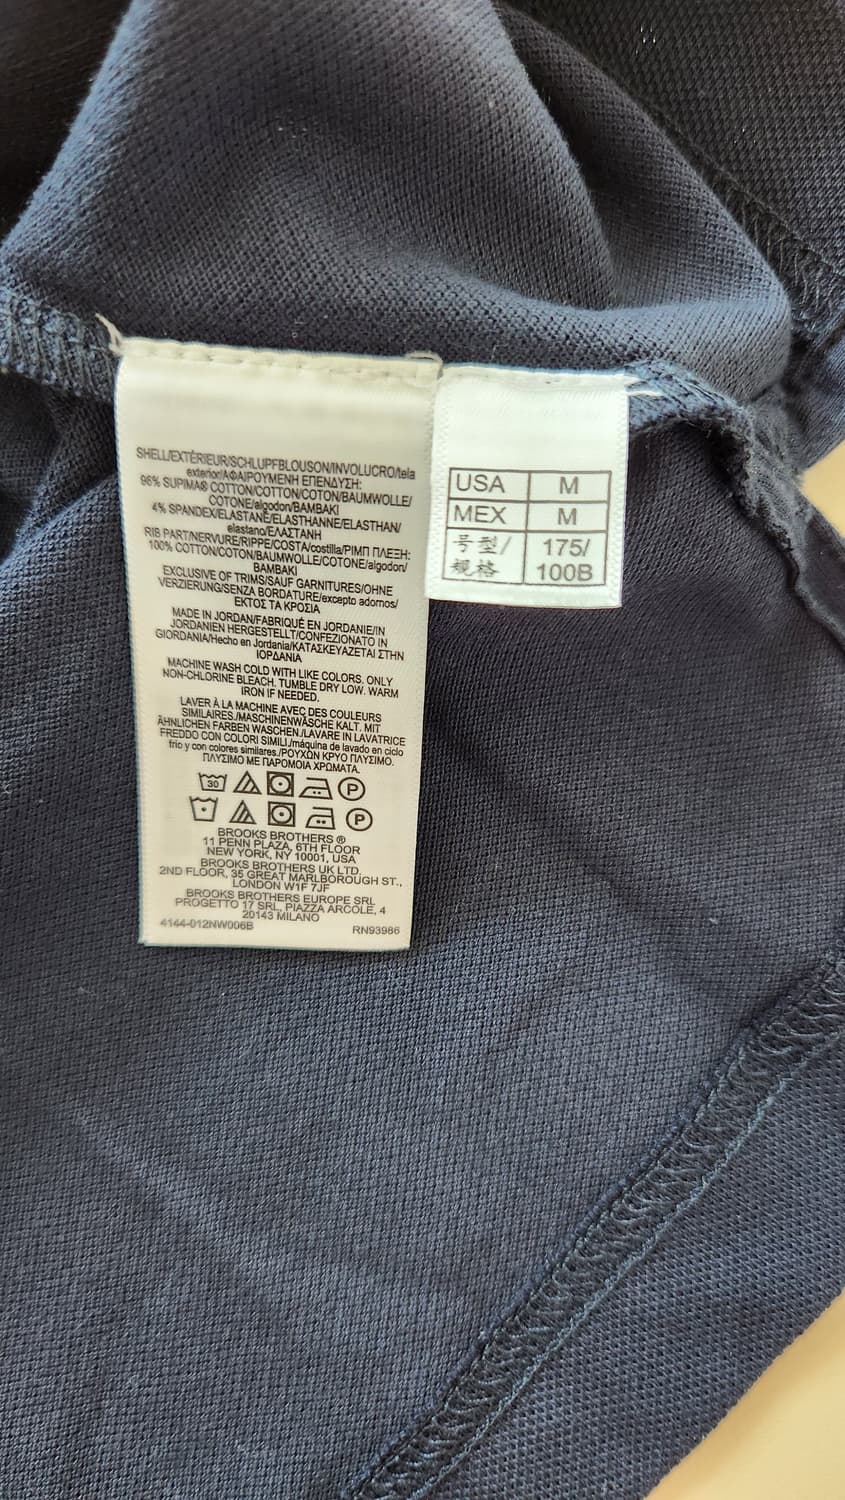 SHELL/EXTÉRIEUR/SCHLUPFBLOUSON/INVOLUCRO/tela
exterior/ΑΦΑΙΡΟΥΜΕΝΗ ΕΠΕΝΔΥΣΗ:
96% SUPIMA® COTTON/COTTON/COTON/BAUMWOLLE/
COTONE/algodon/BAMBAKI
4% SPANDEX/ELASTANE/ELASTHANNE/ELASTHAN/
elastano/ΕΛΑΣΤΑΝΗ
RIB PART/NERVURE/RIPPE/COSTA/costilla/ΡΙΜΠ ΠΛΕΞΗ:
100% COTTON/COTON/BAUMWOLLE/COTONE/algodon/
BAMBAKI
EXCLUSIVE OF TRIMS/SAUF GARNITURES/OHNE
VERZIERUNG/SENZA BORDATURE/excepto adornos/
ΕΚΤΟΣ ΤΑ ΚΡΟΣΙΑ
MADE IN JORDAN/FABRIQUÉ EN JORDANIE/IN
JORDANIEN HERGESTELLT/CONFEZIONATO IN
GIORDANIA/Hecho en Jordania/ΚΑΤΑΣΚΕΥΑΖΕΤΑΙ ΣΤΗΝ
ΙΟΡΔΑΝΙΑ
MACHINE WASH COLD WITH LIKE COLORS. ONLY
NON-CHLORINE BLEACH. TUMBLE DRY LOW. WARM
IRON IF NEEDED.
LAVER À LA MACHINE AVEC DES COULEURS
SIMILAIRES./MASCHINENWÄSCHE KALT. MIT
ÄHNLICHEN FARBEN WASCHEN./LAVARE IN LAVATRICE
FREDDO CON COLORI SIMILI./máquina de lavado en ciclo
frio y con colores similares./ΡΟΥΧΩΝ ΚΡΥΟ ΠΛΥΣΙΜΟ.
ΠΛΥΣΙΜΟ ΜΕ ΠΑΡΟΜΟΙΑ ΧΡΩΜΑΤΑ.
30 P
P
BROOKS BROTHERS ®
11 PENN PLAZA, 6TH FLOOR
NEW YORK, NY 10001, USA
BROOKS BROTHERS UK LTD.
2ND FLOOR, 35 GREAT MARLBOROUGH ST.,
LONDON W1F 7JF
BROOKS BROTHERS EUROPE SRL
PROGETTO 17 SRL, PIAZZA ARCOLE, 4
20143 MILANO
4144-012NW006B RN93986
USA M
MEX M
号型/ 175/
规格 100B